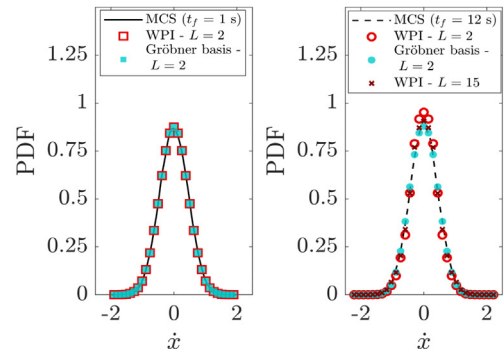 MCS (t_f = 1 s)
WPI - L = 2
Gröbner basis -
L = 2
1.25
1
0.75
0.5
0.25
0
PDF
-2
0
2
ẋ
MCS (t_f = 12 s)
WPI - L = 2
Gröbner basis -
L = 2
WPI - L = 15
1.25
1
0.75
0.5
0.25
0
PDF
-2
0
2
ẋ